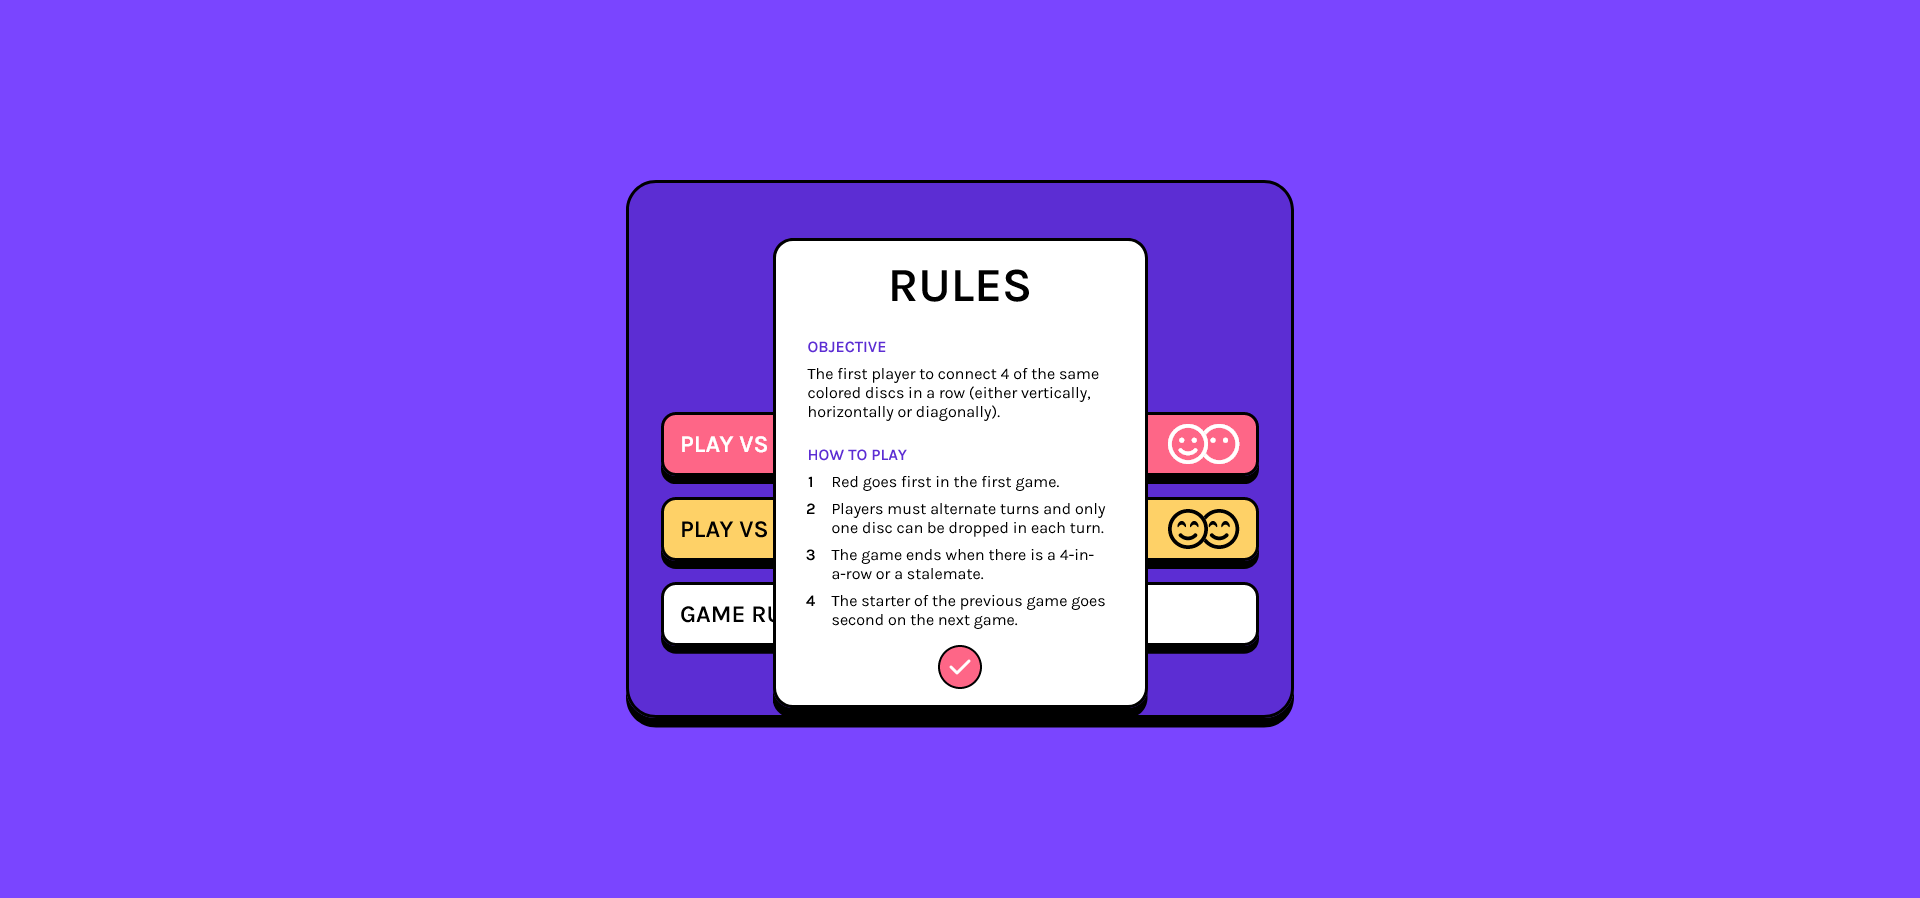 RULES
OBJECTIVE
The first player to connect 4 of the same
colored discs in a row (either vertically,
horizontally or diagonally).
HOW TO PLAY
1 Red goes first in the first game.
2 Players must alternate turns and only
one disc can be dropped in each turn.
3 The game ends when there is a 4-in-
a-row or a stalemate.
4 The starter of the previous game goes
second on the next game.
PLAY VS
PLAY VS
GAME RU